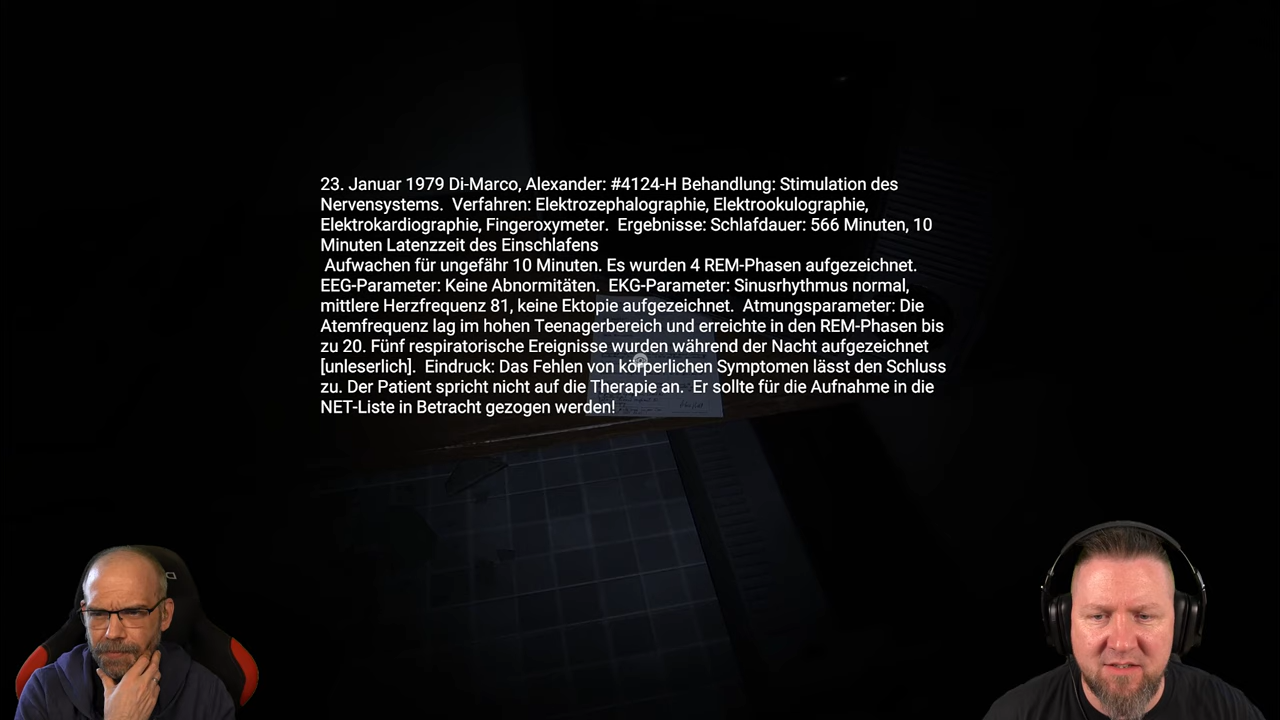 23. Januar 1979 Di-Marco, Alexander: #4124-H Behandlung: Stimulation des
Nervensystems.  Verfahren: Elektrozephalographie, Elektrookulographie,
Elektrokardiographie, Fingeroxymeter.  Ergebnisse: Schlafdauer: 566 Minuten, 10
Minuten Latenzzeit des Einschlafens
Aufwachen für ungefähr 10 Minuten. Es wurden 4 REM-Phasen aufgezeichnet.
EEG-Parameter: Keine Abnormitäten.  EKG-Parameter: Sinusrhythmus normal,
mittlere Herzfrequenz 81, keine Ektopie aufgezeichnet.  Atmungsparameter: Die
Atemfrequenz lag im hohen Teenagerbereich und erreichte in den REM-Phasen bis
zu 20. Fünf respiratorische Ereignisse wurden während der Nacht aufgezeichnet
[unleserlich].  Eindruck: Das Fehlen von körperlichen Symptomen lässt den Schluss
zu. Der Patient spricht nicht auf die Therapie an.  Er sollte für die Aufnahme in die
NET-Liste in Betracht gezogen werden!